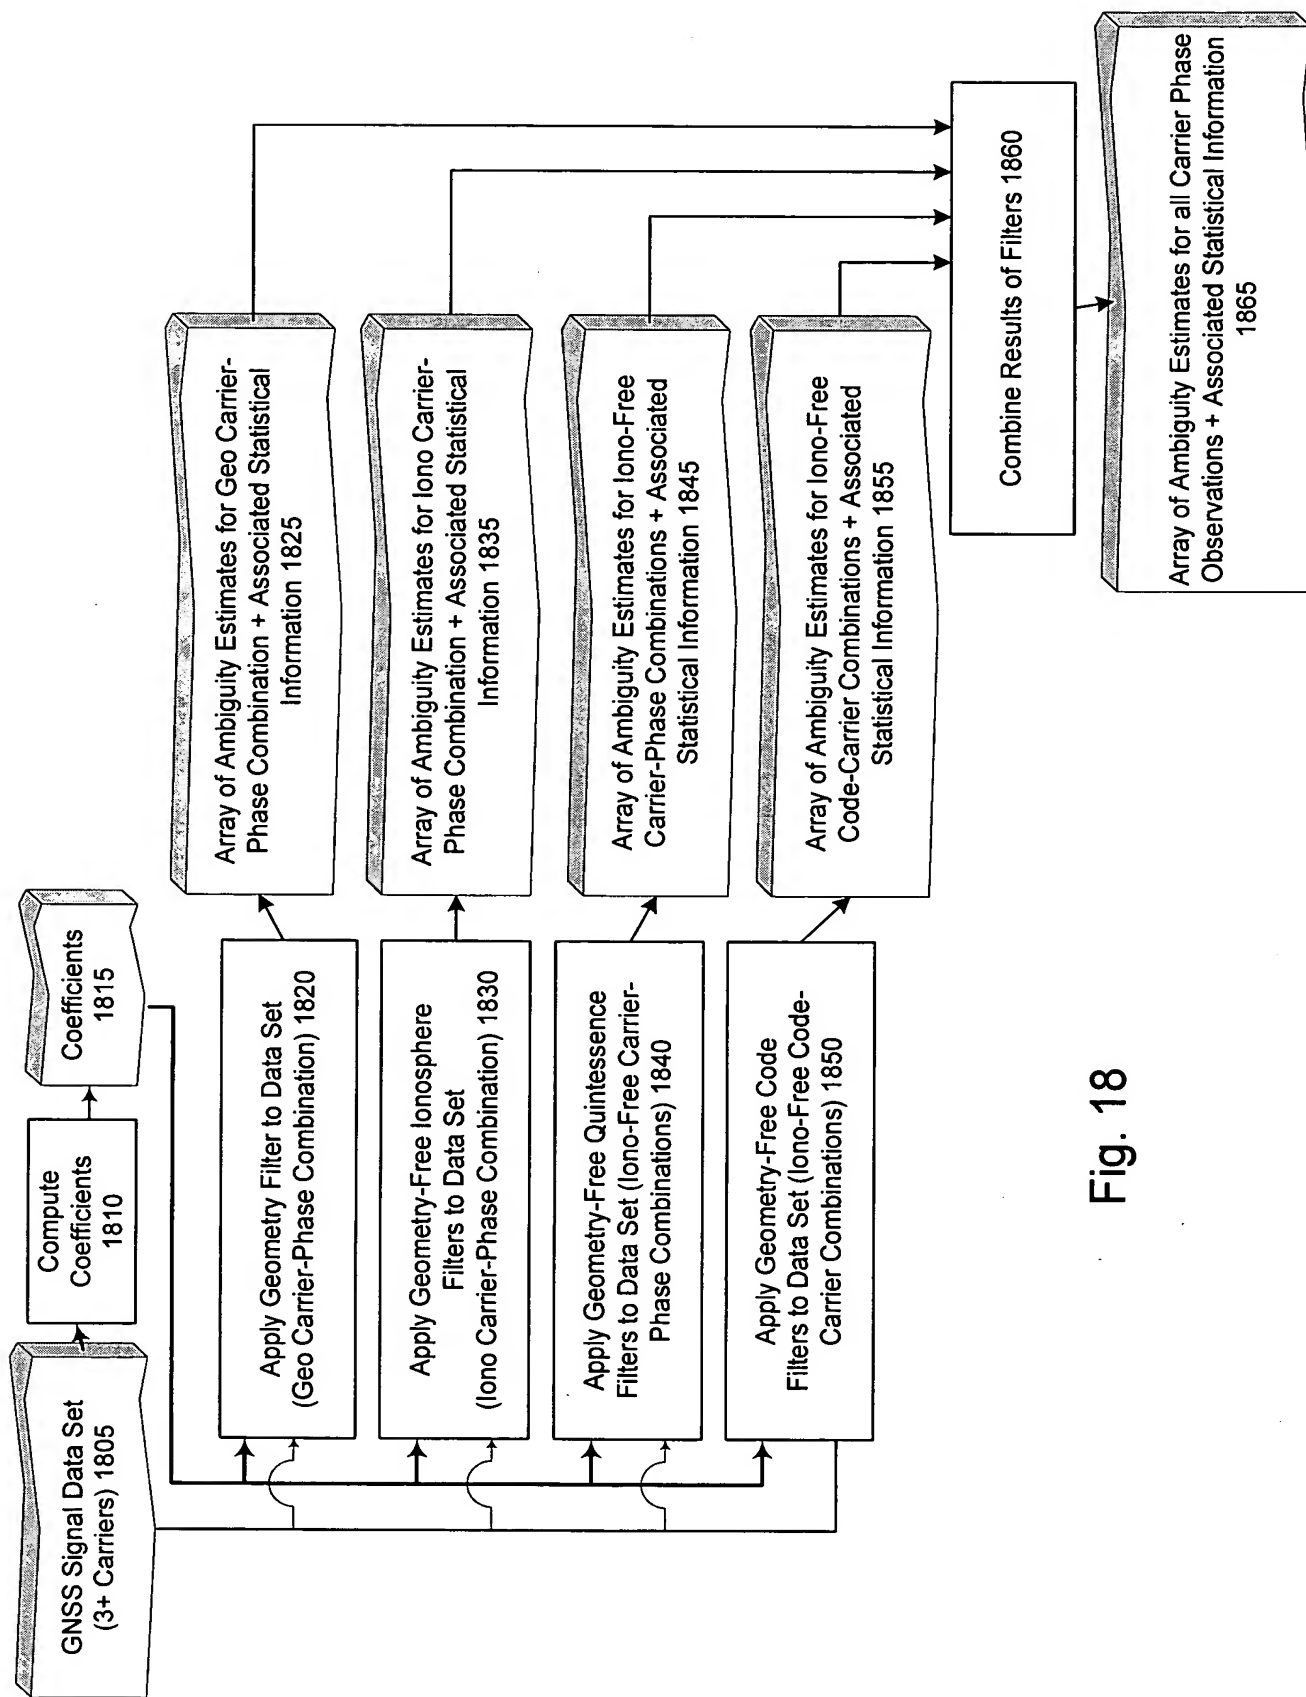 GNSS Signal Data Set
(3+ Carriers) 1805
Compute
Coefficients
1810
Coefficients
1815
Apply Geometry Filter to Data Set
(Geo Carrier-Phase Combination) 1820
Array of Ambiguity Estimates for Geo Carrier-
Phase Combination + Associated Statistical
Information 1825
Apply Geometry-Free Ionosphere
Filters to Data Set
(Iono Carrier-Phase Combination) 1830
Array of Ambiguity Estimates for Iono Carrier-
Phase Combination + Associated Statistical
Information 1835
Apply Geometry-Free Quintessence
Filters to Data Set (Iono-Free Carrier-
Phase Combinations) 1840
Array of Ambiguity Estimates for Iono-Free
Carrier-Phase Combinations + Associated
Statistical Information 1845
Apply Geometry-Free Code
Filters to Data Set (Iono-Free Code-
Carrier Combinations) 1850
Array of Ambiguity Estimates for Iono-Free
Code-Carrier Combinations + Associated
Statistical Information 1855
Combine Results of Filters 1860
Array of Ambiguity Estimates for all Carrier Phase
Observations + Associated Statistical Information
1865
Fig. 18